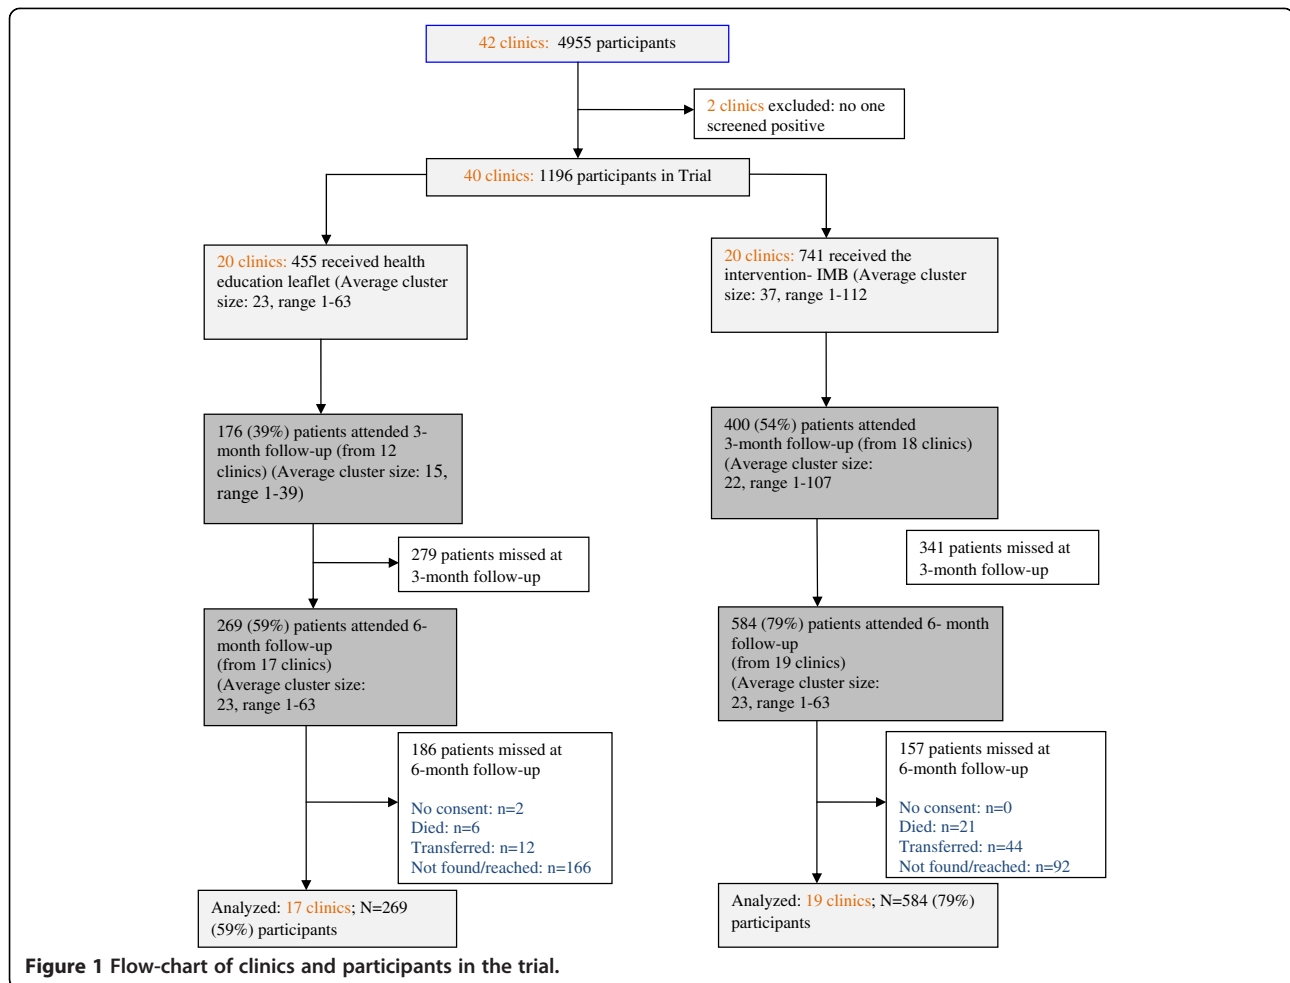 42 clinics: 4955 participants
2 clinics excluded: no one
screened positive
40 clinics: 1196 participants in Trial
20 clinics: 455 received health
education leaflet (Average cluster
size: 23, range 1-63
20 clinics: 741 received the
intervention- IMB (Average cluster
size: 37, range 1-112
176 (39%) patients attended 3-
month follow-up (from 12
clinics) (Average cluster size: 15,
range 1-39)
400 (54%) patients attended
3-month follow-up (from 18 clinics)
(Average cluster size:
22, range 1-107
279 patients missed at
3-month follow-up
341 patients missed at
3-month follow-up
269 (59%) patients attended 6-
month follow-up
(from 17 clinics)
(Average cluster size:
23, range 1-63
584 (79%) patients attended 6- month
follow-up
(from 19 clinics)
(Average cluster size:
23, range 1-63
186 patients missed at
6-month follow-up
No consent: n=2
Died: n=6
Transferred: n=12
Not found/reached: n=166
157 patients missed at
6-month follow-up
No consent: n=0
Died: n=21
Transferred: n=44
Not found/reached: n=92
Analyzed: 17 clinics; N=269
(59%) participants
Analyzed: 19 clinics; N=584 (79%)
participants
Figure 1 Flow-chart of clinics and participants in the trial.